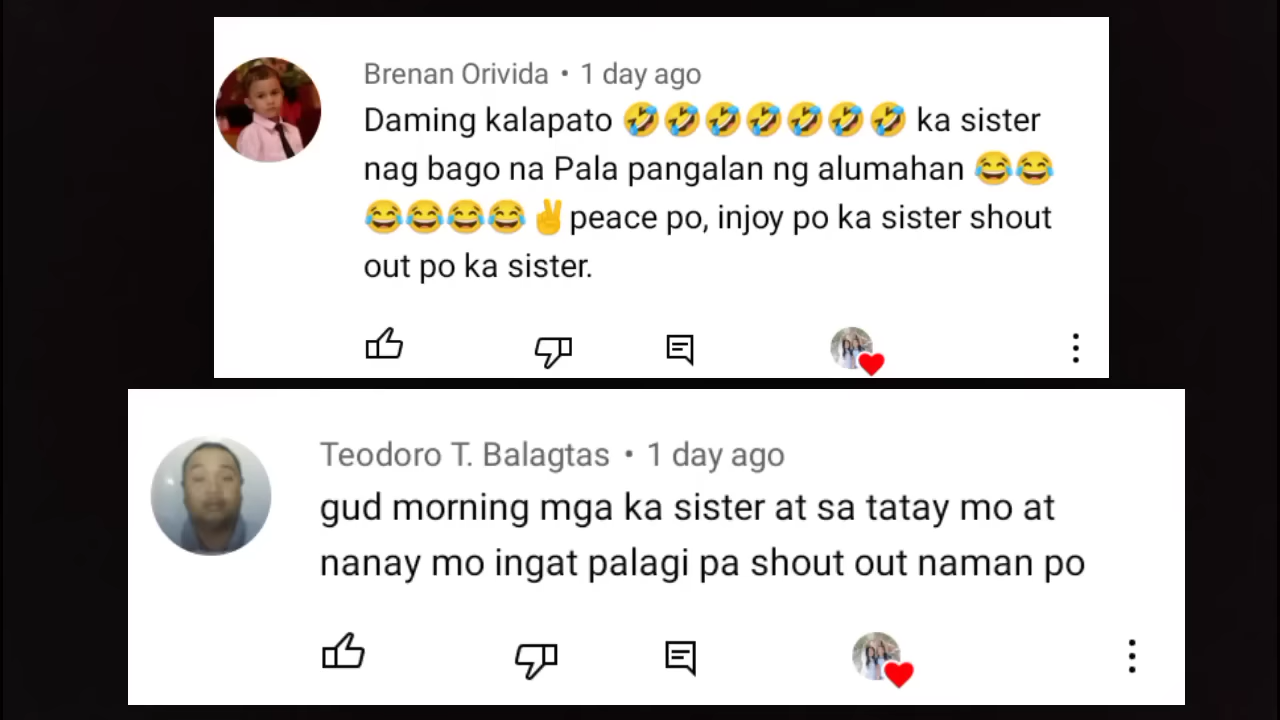 Brenan Orivida • 1 day ago
Daming kalapato 🤣🤣🤣🤣🤣🤣🤣 ka sister
nag bago na Pala pangalan ng alumahan 😂😂
😂😂😂😂✌️peace po, injoy po ka sister shout
out po ka sister.
Teodoro T. Balagtas • 1 day ago
gud morning mga ka sister at sa tatay mo at
nanay mo ingat palagi pa shout out naman po